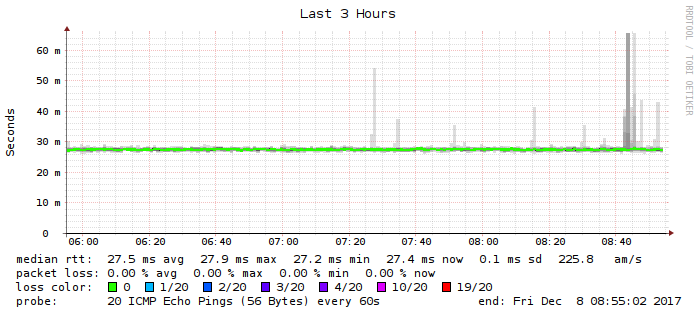 Last 3 Hours
RRDTOOL / TOBI OETIKER
Seconds
60 m
50 m
40 m
30 m
20 m
10 m
0
06:00 06:20 06:40 07:00 07:20 07:40 08:00 08:20 08:40
median rtt: 27.5 ms avg 27.9 ms max 27.2 ms min 27.4 ms now 0.1 ms sd 225.8 am/s
packet loss: 0.00 % avg 0.00 % max 0.00 % min 0.00 % now
loss color: 0 1/20 2/20 3/20 4/20 10/20 19/20
probe: 20 ICMP Echo Pings (56 Bytes) every 60s end: Fri Dec 8 08:55:02 2017